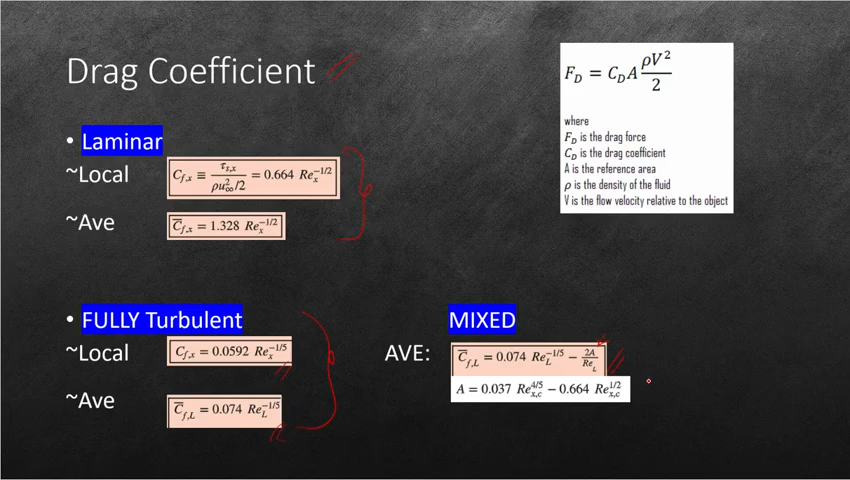 Drag Coefficient
• Laminar
~Local C_{f,x} ≡ τ_{s,x} / (ρu_∞^2/2) = 0.664 Re_x^{-1/2}
~Ave C̅_{f,x} = 1.328 Re_x^{-1/2}
• FULLY Turbulent
~Local C_{f,x} = 0.0592 Re_x^{-1/5}
~Ave C̅_{f,L} = 0.074 Re_L^{-1/5}
MIXED
AVE: C̅_{f,L} = 0.074 Re_L^{-1/5} − 2A/Re_L
A = 0.037 Re_{x,c}^{4/5} − 0.664 Re_{x,c}^{1/2}
F_D = C_D A ρV^2/2
where
F_D is the drag force
C_D is the drag coefficient
A is the reference area
ρ is the density of the fluid
V is the flow velocity relative to the object